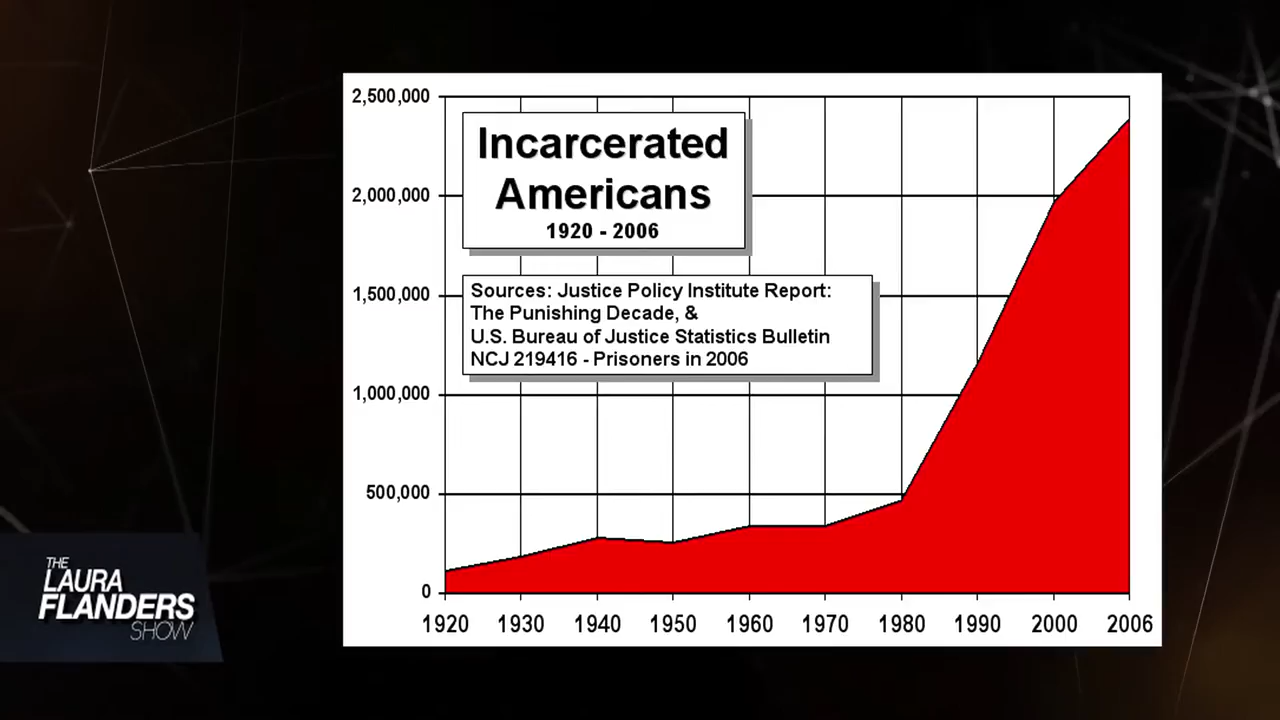 2,500,000
2,000,000
1,500,000
1,000,000
500,000
0
Incarcerated
Americans
1920 - 2006
Sources: Justice Policy Institute Report:
The Punishing Decade, &
U.S. Bureau of Justice Statistics Bulletin
NCJ 219416 - Prisoners in 2006
1920 1930 1940 1950 1960 1970 1980 1990 2000 2006
THE
LAURA
FLANDERS
SHOW